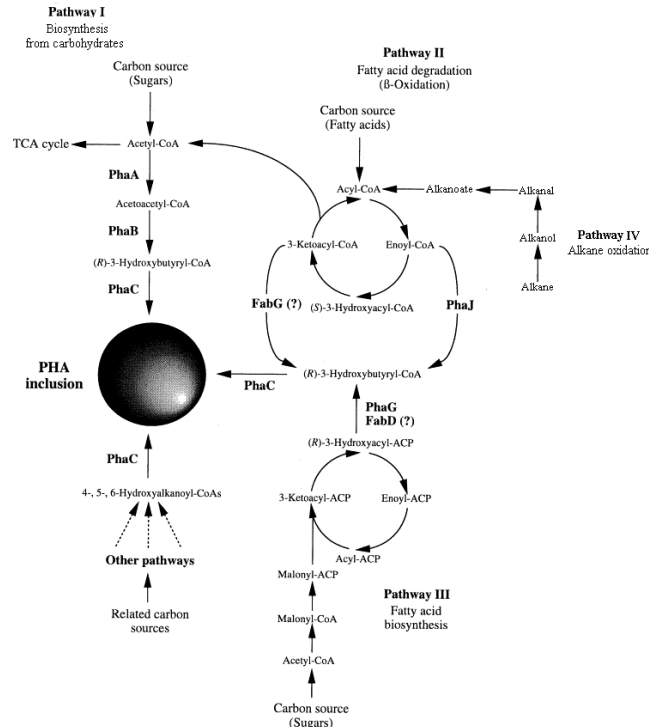 Pathway I
Biosynthesis
from carbohydrates
Carbon source
(Sugars)
TCA cycle
Acetyl-CoA
PhaA
Acetoacetyl-CoA
PhaB
(R)-3-Hydroxybutyryl-CoA
PhaC
PHA
inclusion
PhaC
4-, 5-, 6-Hydroxyalkanoyl-CoAs
Other pathways
Related carbon
sources
Pathway II
Fatty acid degradation
(ß-Oxidation)
Carbon source
(Fatty acids)
Acyl-CoA
Alkanoate
Alkanal
Alkanol
Alkane
Pathway IV
Alkane oxidation
3-Ketoacyl-CoA
Enoyl-CoA
(S)-3-Hydroxyacyl-CoA
FabG (?)
PhaJ
(R)-3-Hydroxybutyryl-CoA
PhaC
PhaG
FabD (?)
(R)-3-Hydroxyacyl-ACP
3-Ketoacyl-ACP
Enoyl-ACP
Acyl-ACP
Malonyl-ACP
Malonyl-CoA
Acetyl-CoA
Carbon source
(Sugars)
Pathway III
Fatty acid
biosynthesis